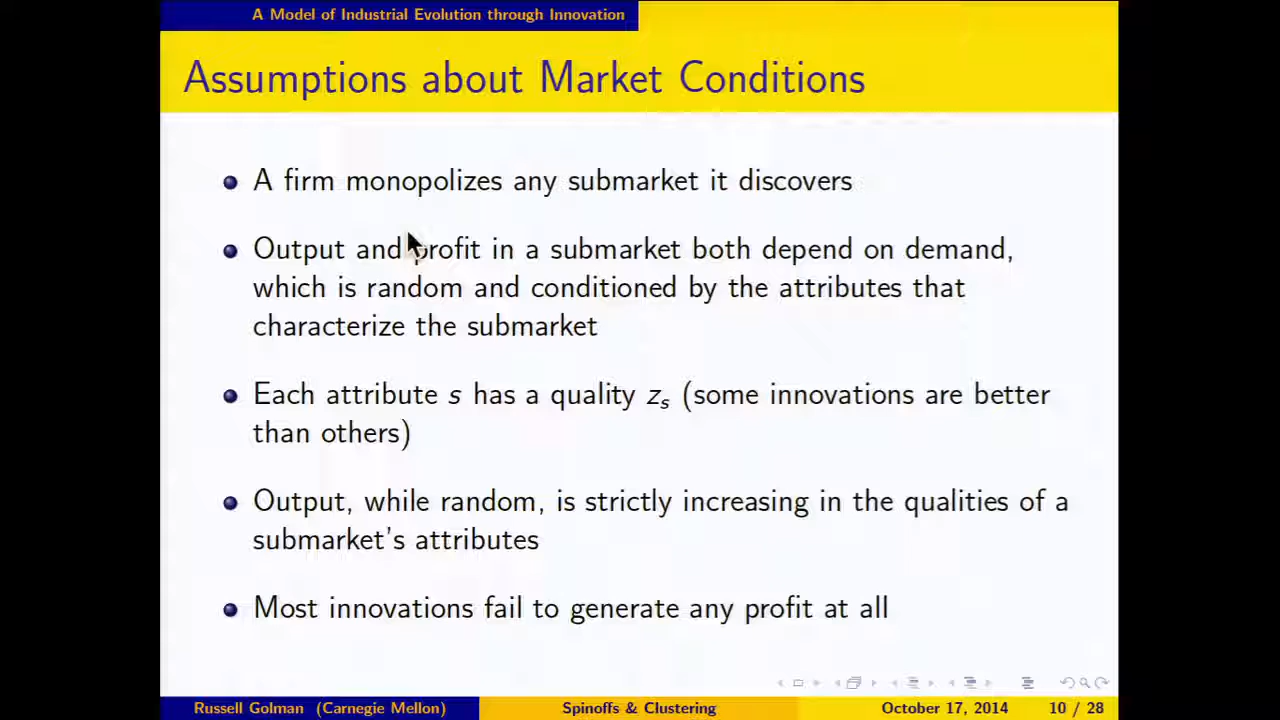 A Model of Industrial Evolution through Innovation
Assumptions about Market Conditions
A firm monopolizes any submarket it discovers
Output and profit in a submarket both depend on demand,
which is random and conditioned by the attributes that
characterize the submarket
Each attribute s has a quality z_s (some innovations are better
than others)
Output, while random, is strictly increasing in the qualities of a
submarket's attributes
Most innovations fail to generate any profit at all
Russell Golman (Carnegie Mellon) Spinoffs & Clustering October 17, 2014 10 / 28